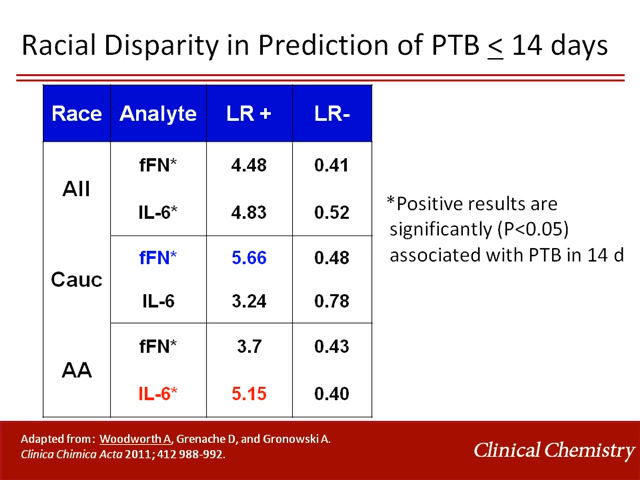 Racial Disparity in Prediction of PTB < 14 days
Race Analyte LR + LR-
All
fFN* 4.48 0.41
IL-6* 4.83 0.52
Cauc
fFN* 5.66 0.48
IL-6 3.24 0.78
AA
fFN* 3.7 0.43
IL-6* 5.15 0.40
*Positive results are
significantly (P<0.05)
associated with PTB in 14 d
Adapted from: Woodworth A, Grenache D, and Gronowski A.
Clinica Chimica Acta 2011; 412 988-992.
Clinical Chemistry